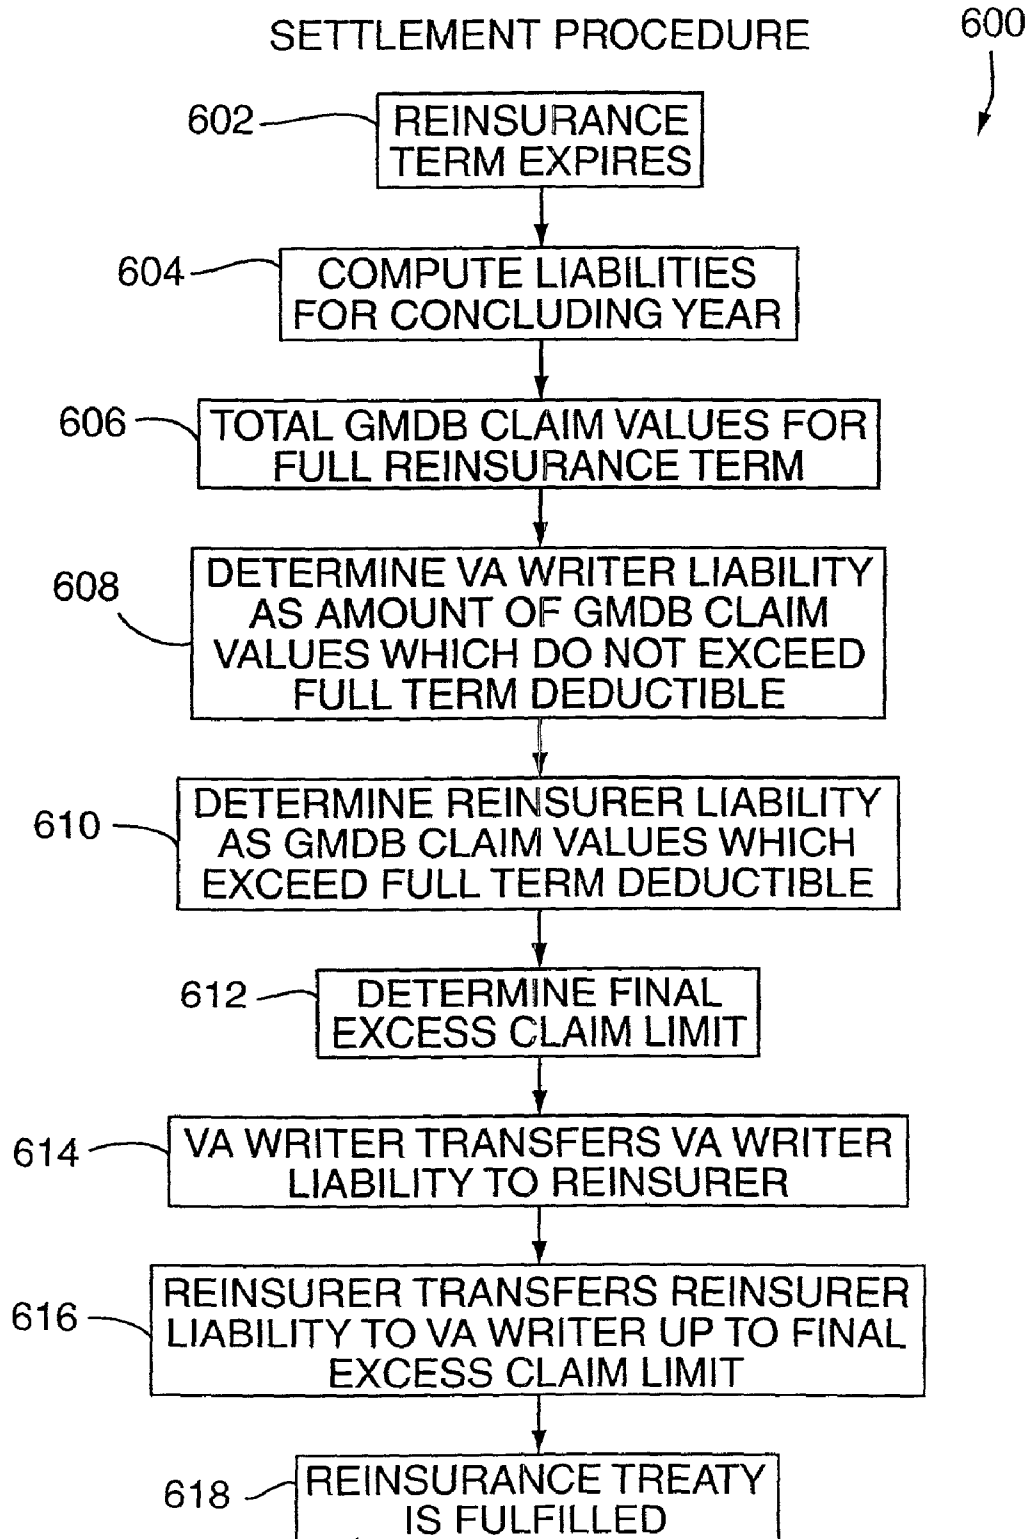 SETTLEMENT PROCEDURE
600
602
REINSURANCE
TERM EXPIRES
604
COMPUTE LIABILITIES
FOR CONCLUDING YEAR
606
TOTAL GMDB CLAIM VALUES FOR
FULL REINSURANCE TERM
608
DETERMINE VA WRITER LIABILITY
AS AMOUNT OF GMDB CLAIM
VALUES WHICH DO NOT EXCEED
FULL TERM DEDUCTIBLE
610
DETERMINE REINSURER LIABILITY
AS GMDB CLAIM VALUES WHICH
EXCEED FULL TERM DEDUCTIBLE
612
DETERMINE FINAL
EXCESS CLAIM LIMIT
614
VA WRITER TRANSFERS VA WRITER
LIABILITY TO REINSURER
616
REINSURER TRANSFERS REINSURER
LIABILITY TO VA WRITER UP TO FINAL
EXCESS CLAIM LIMIT
618
REINSURANCE TREATY
IS FULFILLED